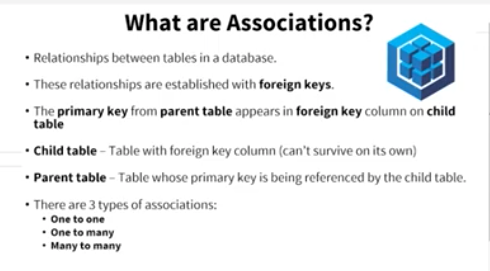 What are Associations?
• Relationships between tables in a database.
• These relationships are established with foreign keys.
• The primary key from parent table appears in foreign key column on child
table
• Child table – Table with foreign key column (can't survive on its own)
• Parent table – Table whose primary key is being referenced by the child table.
• There are 3 types of associations:
• One to one
• One to many
• Many to many